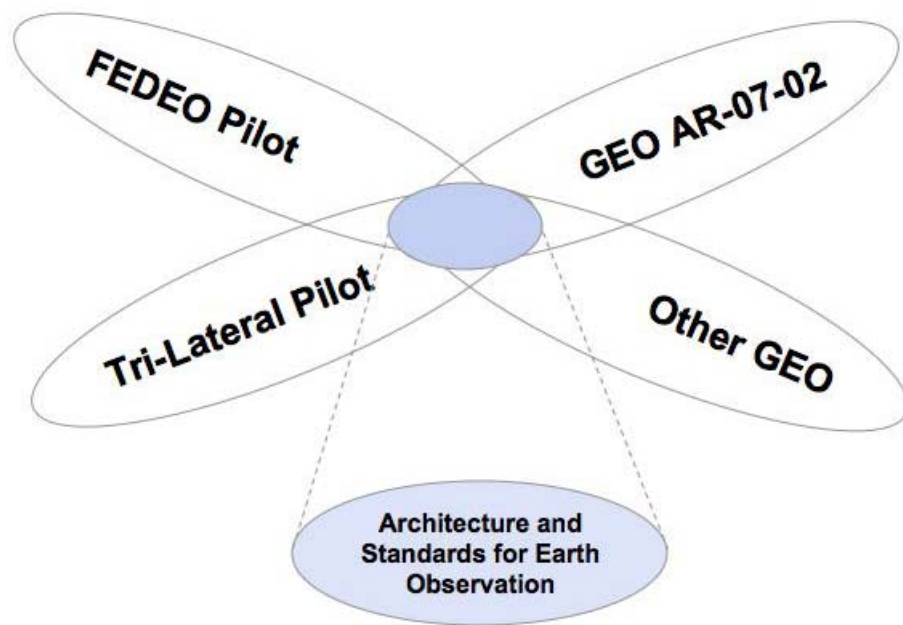 FEDEO Pilot
GEO AR-07-02
Tri-Lateral Pilot
Other GEO
Architecture and
Standards for Earth
Observation